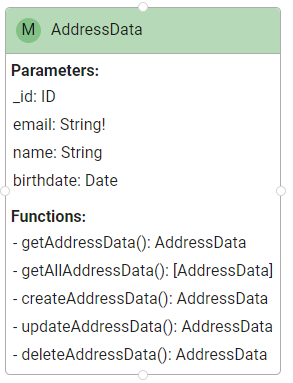 M AddressData
Parameters:
_id: ID
email: String!
name: String
birthdate: Date
Functions:
- getAddressData(): AddressData
- getAllAddressData(): [AddressData]
- createAddressData(): AddressData
- updateAddressData(): AddressData
- deleteAddressData(): AddressData